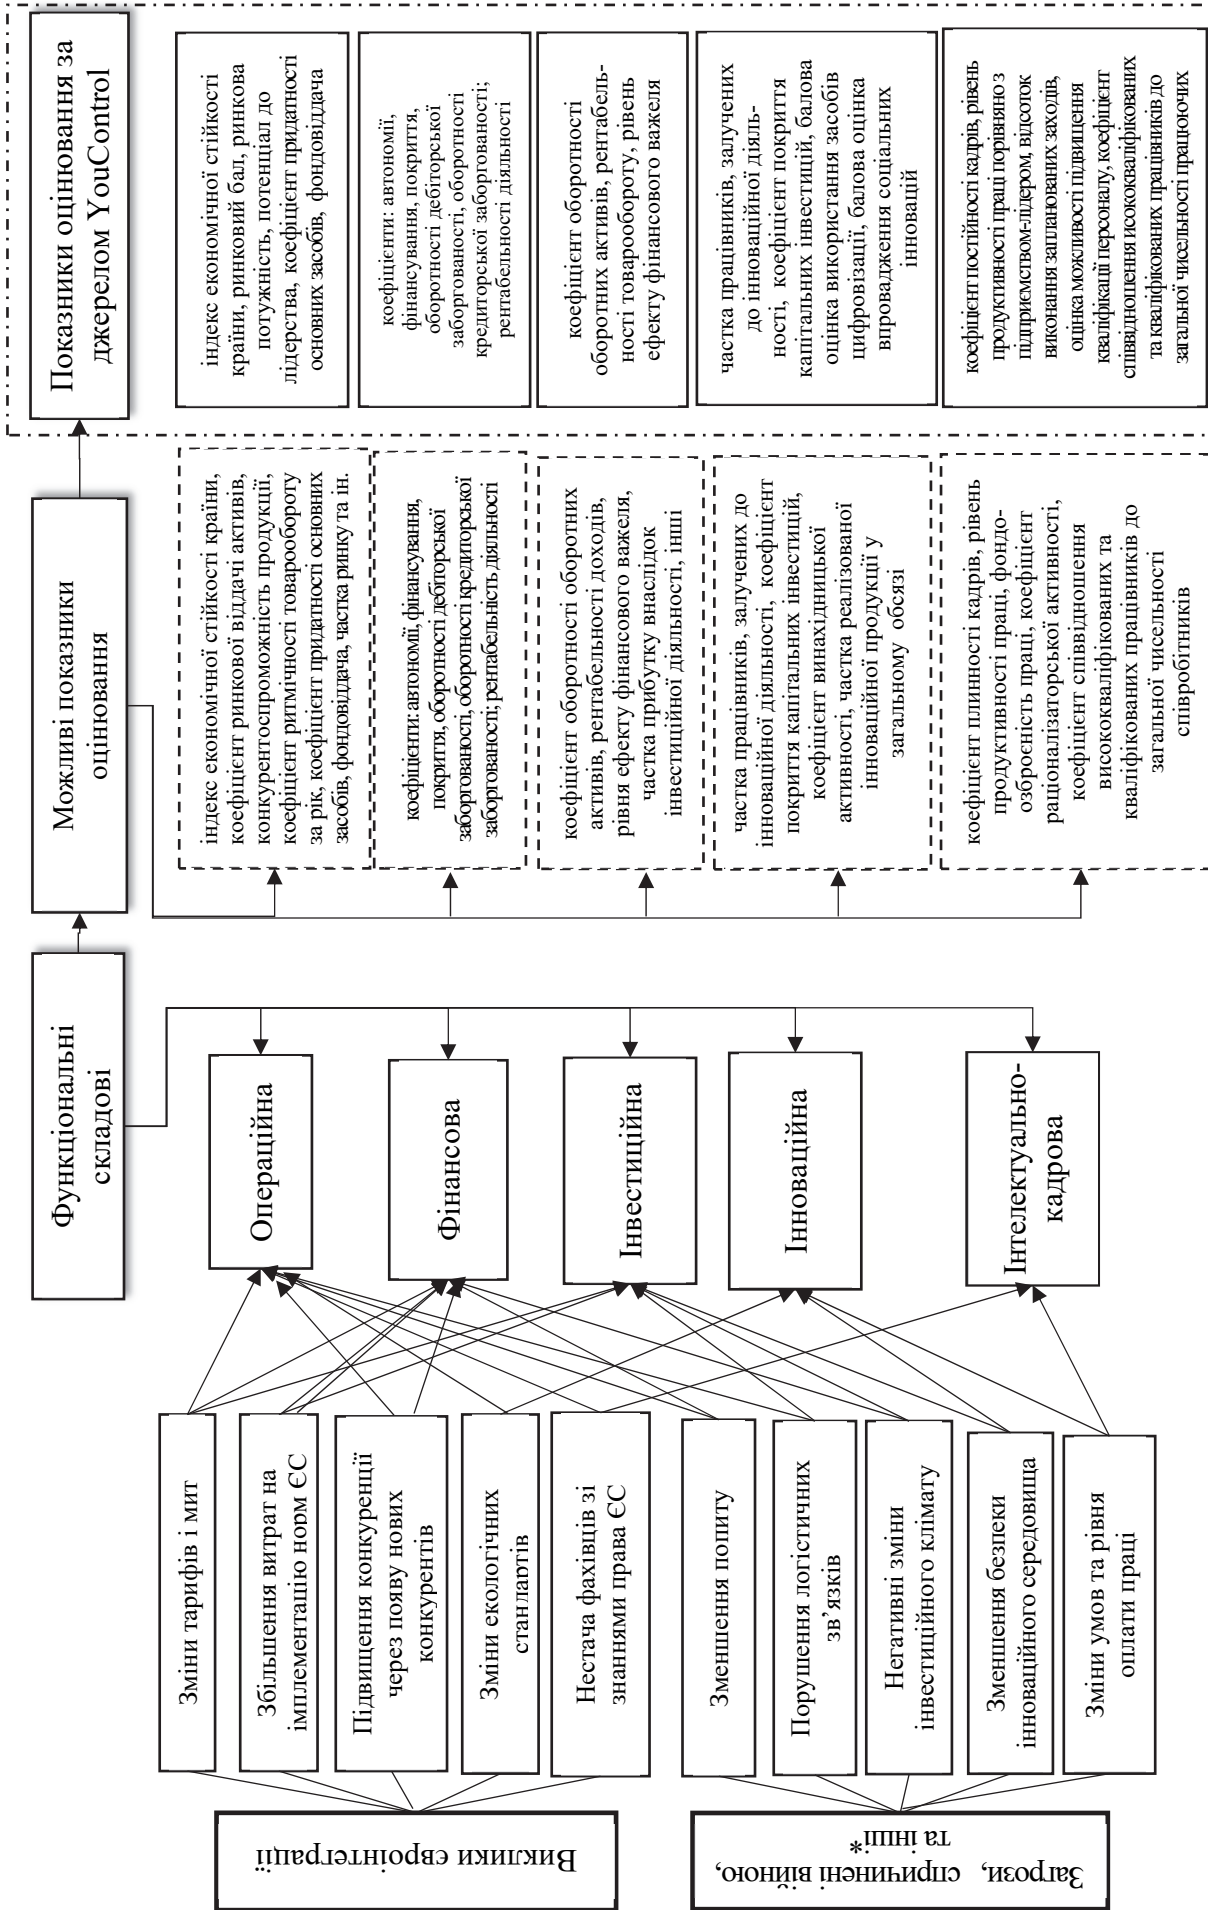 Виклики євроінтеграції
Загрози, спричинені війною,
та інші*
Зміни тарифів і мит
Збільшення витрат на
імплементацію норм ЄС
Підвищення конкуренції
через появу нових
конкурентів
Зміни екологічних
стандартів
Нестача фахівців зі
знаннями права ЄС
Зменшення попиту
Порушення логістичних
зв’язків
Негативні зміни
інвестиційного клімату
Зменшення безпеки
інноваційного середовища
Зміни умов та рівня
оплати праці
Функціональні
складові
Операційна
Фінансова
Інвестиційна
Інноваційна
Інтелектуально-
кадрова
Можливі показники
оцінювання
індекс економічної стійкості країни,
коефіцієнт ринкової віддачі активів,
конкурентоспроможність продукції,
коефіцієнт ритмічності товарообороту
за рік, коефіцієнт придатності основних
засобів, фондовіддача, частка ринку та ін.
коефіцієнти: автономії, фінансування,
покриття, оборотності дебіторської
заборгованості, оборотності кредиторської
заборгованості; рентабельність діяльності
коефіцієнт оборотності оборотних
активів, рентабельності доходів,
рівня ефекту фінансового важеля,
частка прибутку внаслідок
інвестиційної діяльності, інші
частка працівників, залучених до
інноваційної діяльності, коефіцієнт
покриття капітальних інвестицій,
коефіцієнт винахідницької
активності, частка реалізованої
інноваційної продукції у
загальному обсязі
коефіцієнт плинності кадрів, рівень
продуктивності праці, фондо-
озброєність праці, коефіцієнт
раціоналізаторської активності,
коефіцієнт співвідношення
висококваліфікованих та
кваліфікованих працівників до
загальної чисельності
співробітників
Показники оцінювання за
джерелом YouControl
індекс економічної стійкості
країни, ринковий бал, ринкова
потужність, потенціал до
лідерства, коефіцієнт придатності
основних засобів, фондовіддача
коефіцієнти: автономії,
фінансування, покриття,
оборотності дебіторської
заборгованості, оборотності
кредиторської заборгованості;
рентабельності діяльності
коефіцієнт оборотності
оборотних активів, рентабель-
ності товарообороту, рівень
ефекту фінансового важеля
частка працівників, залучених
до інноваційної діяль-
ності, коефіцієнт покриття
капітальних інвестицій, балова
оцінка використання засобів
цифровізації, балова оцінка
впровадження соціальних
інновацій
коефіцієнт постійності кадрів, рівень
продуктивності праці порівняно з
підприємством-лідером, відсоток
виконання запланованих заходів,
оцінка можливості підвищення
кваліфікації персоналу, коефіцієнт
співвідношення исококваліфікованих
та кваліфікованих працівників до
загальної чисельності працюючих